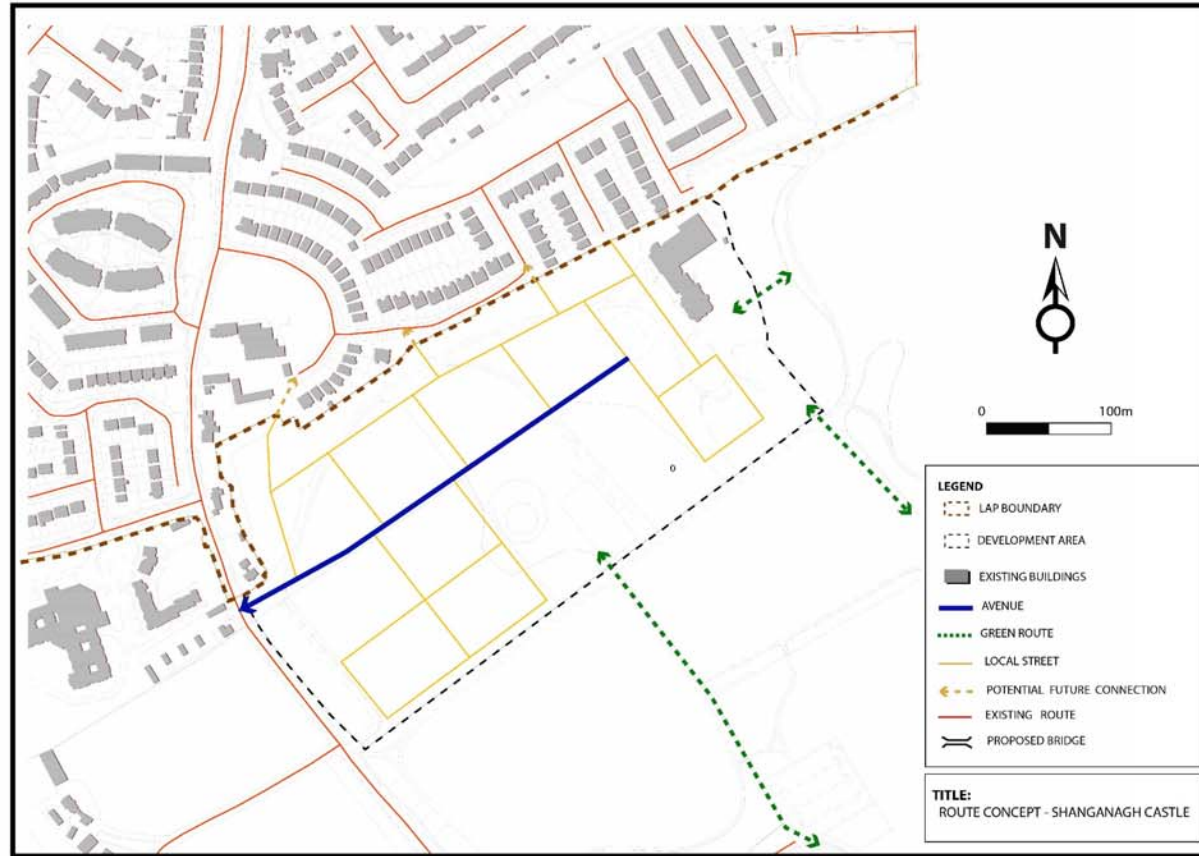 N
0 100m
0
LEGEND
LAP BOUNDARY
DEVELOPMENT AREA
EXISTING BUILDINGS
AVENUE
GREEN ROUTE
LOCAL STREET
POTENTIAL FUTURE CONNECTION
EXISTING ROUTE
PROPOSED BRIDGE
TITLE:
ROUTE CONCEPT - SHANGANAGH CASTLE